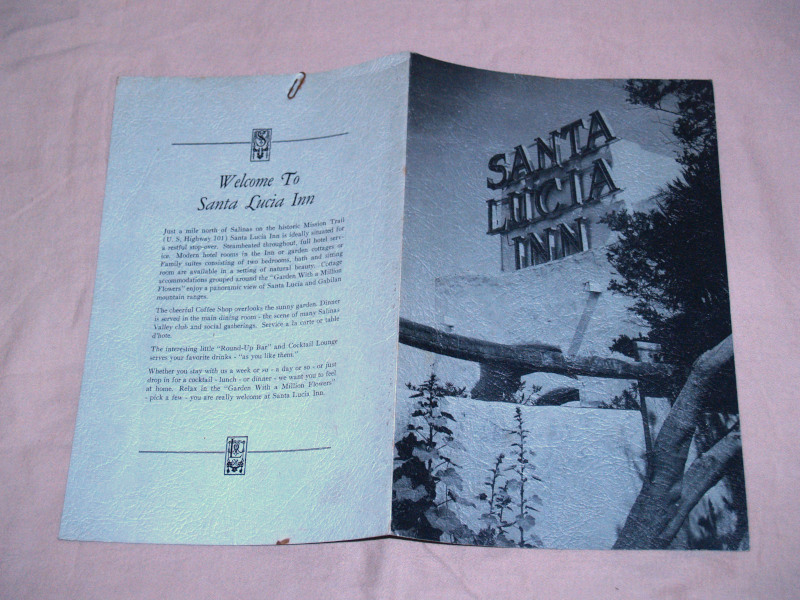 Welcome To
Santa Lucia Inn
Just a mile north of Salinas on the historic Mission Trail
(U. S. Highway 101) Santa Lucia Inn is ideally situated for
a restful stop-over. Steamheated throughout, full hotel serv-
ice. Modern hotel rooms in the Inn or garden cottages or
Family suites consisting of two bedrooms, bath and sitting
room are available in a setting of natural beauty. Cottage
accommodations grouped around the "Garden With a Million
Flowers" enjoy a panoramic view of Santa Lucia and Gabilan
mountain ranges.
The cheerful Coffee Shop overlooks the sunny garden. Dinner
is served in the main dining room - the scene of many Salinas
Valley club and social gatherings. Service a la carte or table
d'hote.
The interesting little "Round-Up Bar" and Cocktail Lounge
serves your favorite drinks - "as you like them."
Whether you stay with us a week or so - a day or so - or just
drop in for a cocktail - lunch - or dinner - we want you to feel
at home. Relax in the "Garden With a Million Flowers"
- pick a few - you are really welcome at Santa Lucia Inn.
SANTA
LUCIA
INN